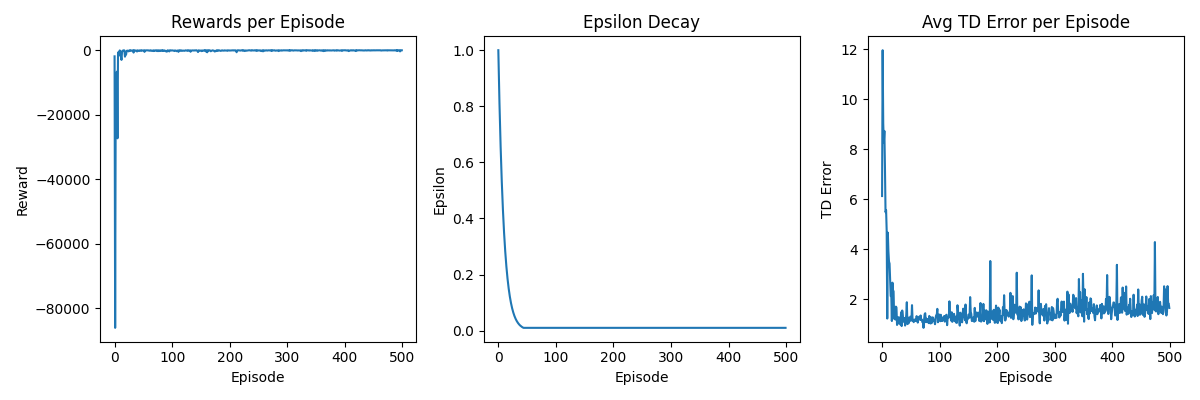 Rewards per Episode
0
−20000
−40000
−60000
−80000
Reward
0 100 200 300 400 500
Episode
Epsilon Decay
1.0
0.8
0.6
0.4
0.2
0.0
Epsilon
0 100 200 300 400 500
Episode
Avg TD Error per Episode
12
10
8
6
4
2
TD Error
0 100 200 300 400 500
Episode